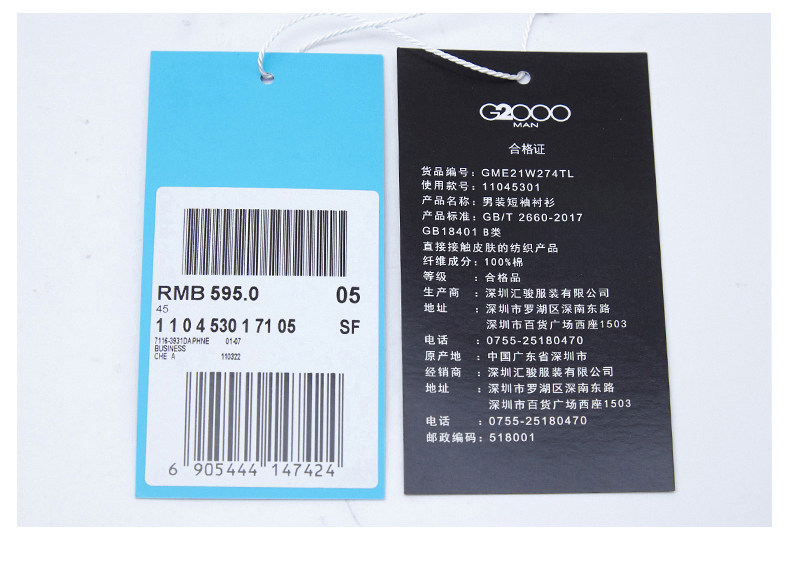 RMB 595.0 05
45
1 1 0 4 530 1 71 05 SF
7116-3931DAPHNE 01-07
BUSINESS
CHE A 110322
6 905444 147424
G2000
MAN
合格证
货品编号: GME21W274TL
使用款号: 11045301
产品名称: 男装短袖衬衫
产品标准: GB/T 2660-2017
GB18401 B类
直接接触皮肤的纺织产品
纤维成分: 100%棉
等级 : 合格品
生产商 : 深圳汇骏服装有限公司
地址 : 深圳市罗湖区深南东路
深圳市百货广场西座1503
电话 : 0755-25180470
原产地 : 中国广东省深圳市
经销商 : 深圳汇骏服装有限公司
地址 : 深圳市罗湖区深南东路
深圳市百货广场西座1503
电话 : 0755-25180470
邮政编码: 518001